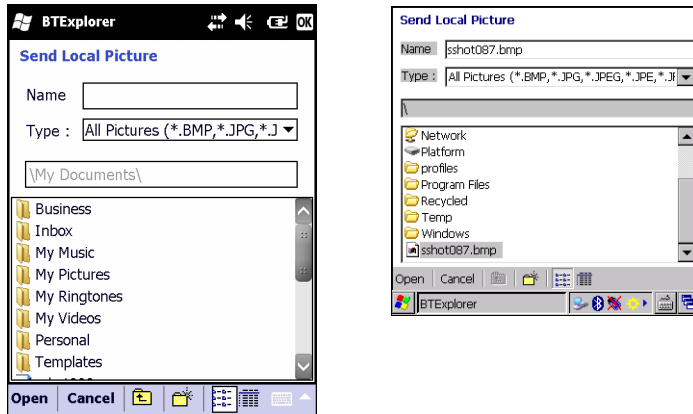 BTExplorer
OK
Send Local Picture
Name
Type : All Pictures (*.BMP,*.JPG,*.J
\My Documents\
Business
Inbox
My Music
My Pictures
My Ringtones
My Videos
Personal
Templates
Open Cancel
Send Local Picture
Name sshot087.bmp
Type : All Pictures (*.BMP,*.JPG,*.JPEG,*.JPE,*.JF
\
Network
Platform
profiles
Program Files
Recycled
Temp
Windows
sshot087.bmp
Open Cancel
BTExplorer